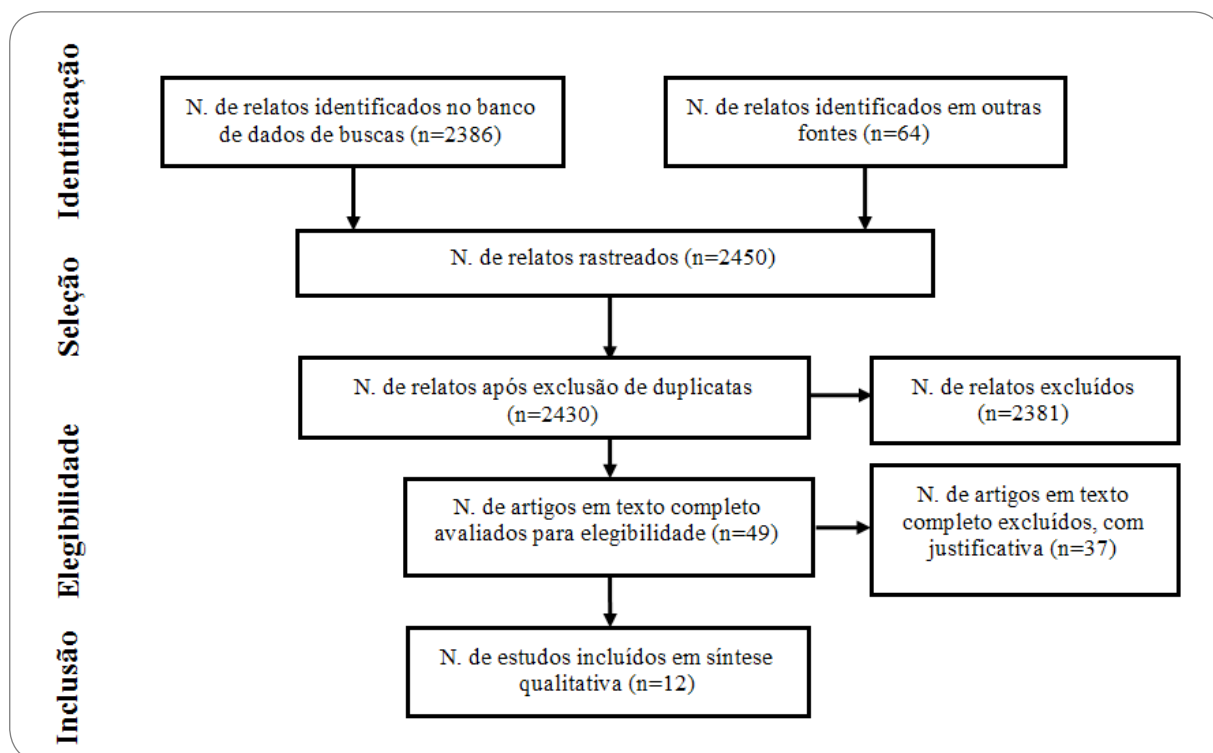 Identificação
N. de relatos identificados no banco
de dados de buscas (n=2386)
N. de relatos identificados em outras
fontes (n=64)
Seleção
N. de relatos rastreados (n=2450)
N. de relatos após exclusão de duplicatas
(n=2430)
N. de relatos excluídos
(n=2381)
Elegibilidade
N. de artigos em texto completo
avaliados para elegibilidade (n=49)
N. de artigos em texto
completo excluídos, com
justificativa (n=37)
Inclusão
N. de estudos incluídos em síntese
qualitativa (n=12)